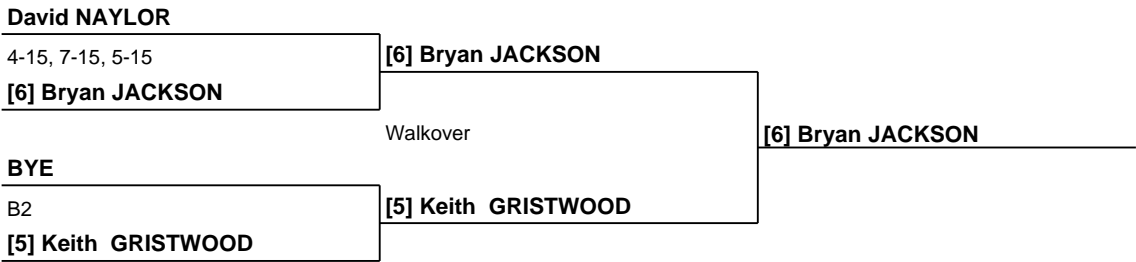 David NAYLOR
4-15, 7-15, 5-15
[6] Bryan JACKSON
[6] Bryan JACKSON
Walkover
[6] Bryan JACKSON
BYE
B2
[5] Keith  GRISTWOOD
[5] Keith  GRISTWOOD